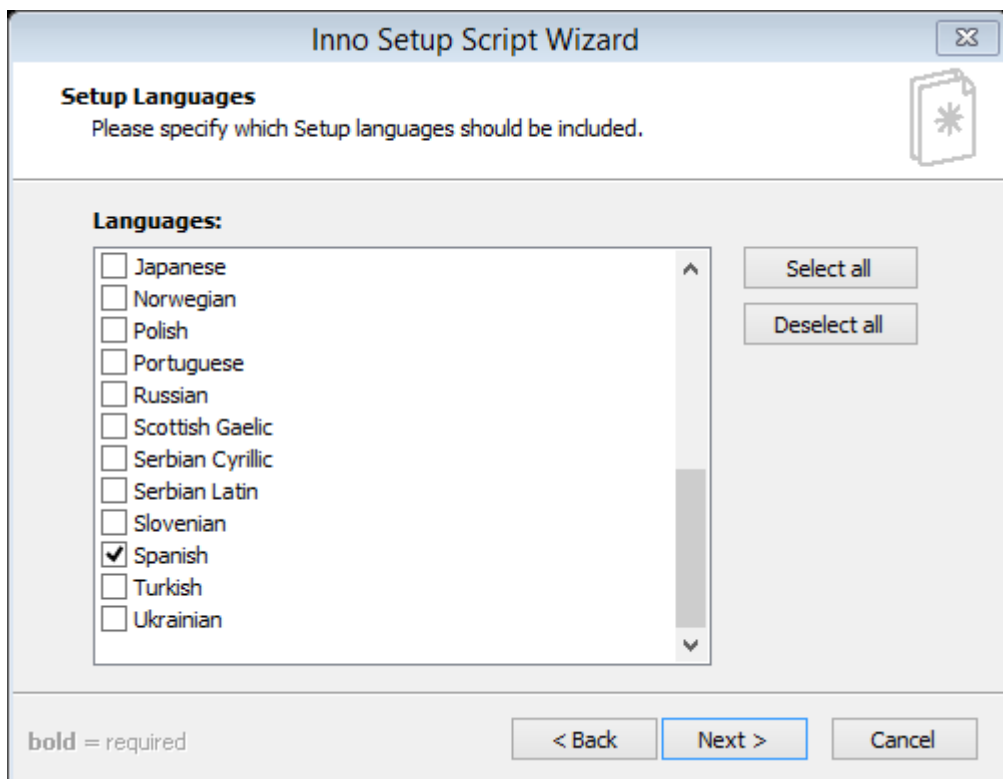 Inno Setup Script Wizard
Setup Languages
Please specify which Setup languages should be included.
Languages:
Japanese
Norwegian
Polish
Portuguese
Russian
Scottish Gaelic
Serbian Cyrillic
Serbian Latin
Slovenian
Spanish
Turkish
Ukrainian
Select all
Deselect all
bold = required
< Back
Next >
Cancel